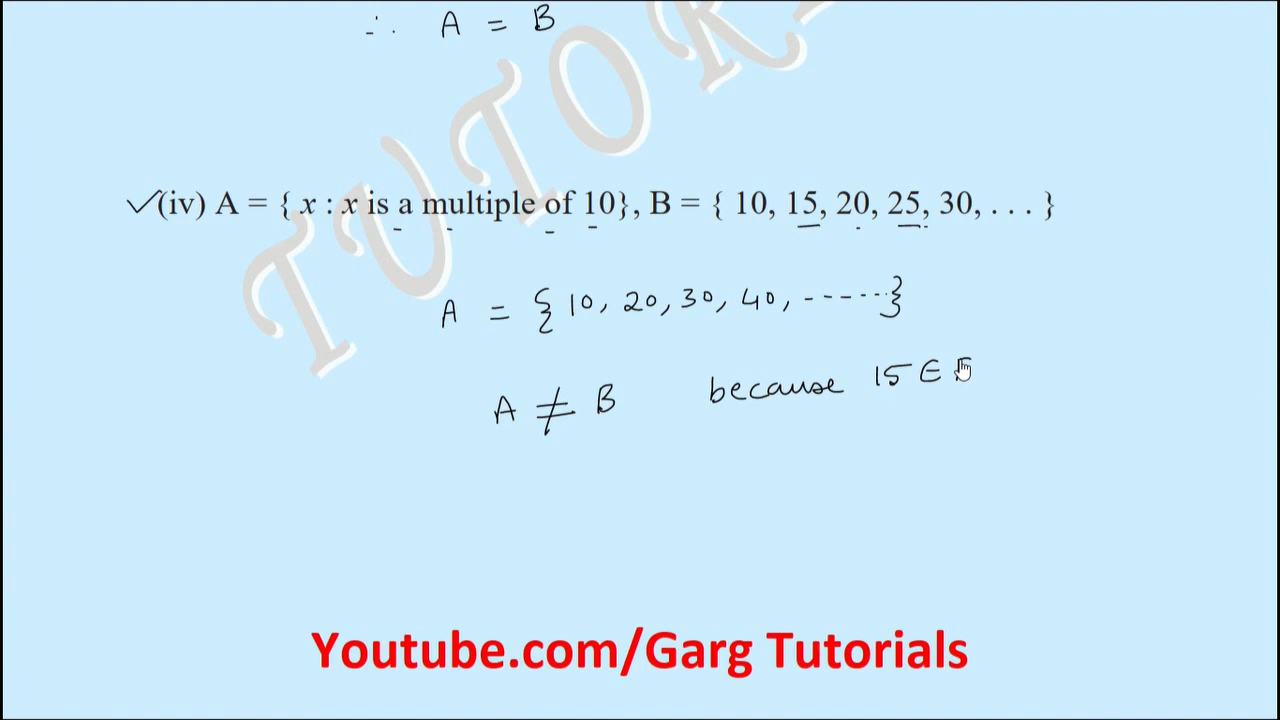 ∴ A = B
TUTOR
✓(iv) A = { x : x is a multiple of 10}, B = { 10, 15, 20, 25, 30, . . . }
A = {10, 20, 30, 40, ------}
A ≠ B because 15 ∈
Youtube.com/Garg Tutorials